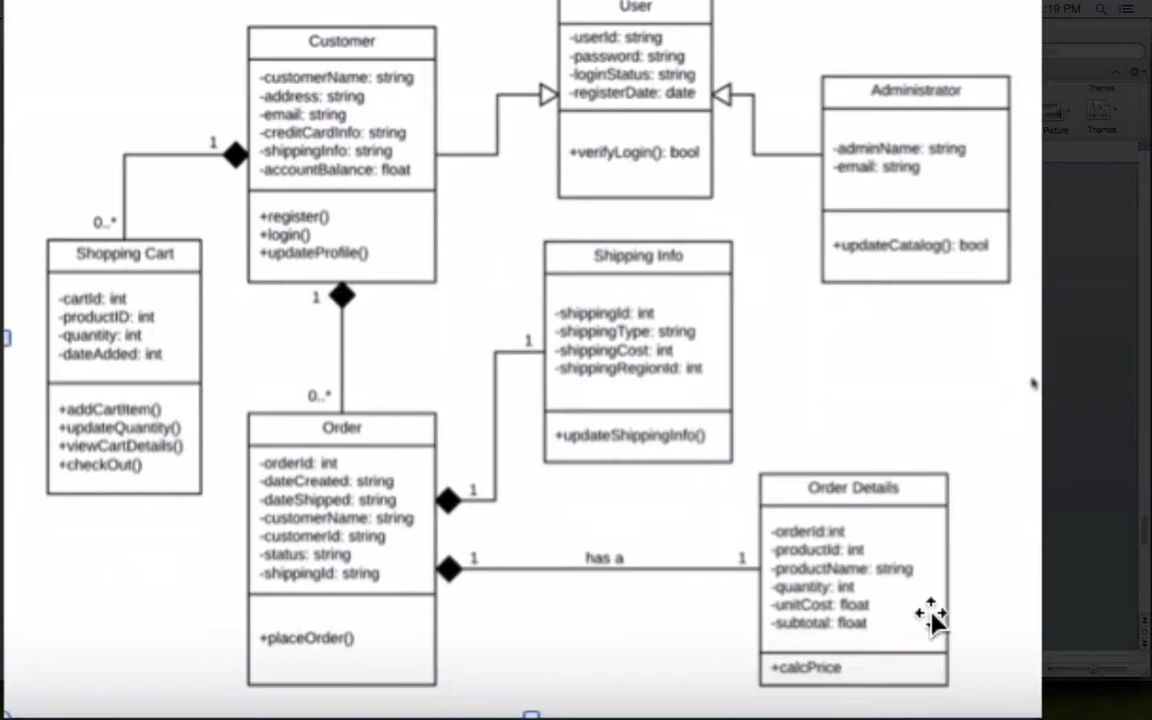 :19 PM
User
-userId: string
-password: string
-loginStatus: string
-registerDate: date
+verifyLogin(): bool
Customer
-customerName: string
-address: string
-email: string
-creditCardInfo: string
-shippingInfo: string
-accountBalance: float
+register()
+login()
+updateProfile()
Administrator
-adminName: string
-email: string
+updateCatalog(): bool
Themes
Picture
Themes
1
0..*
Shopping Cart
-cartId: int
-productID: int
-quantity: int
-dateAdded: int
+addCartItem()
+updateQuantity()
+viewCartDetails()
+checkOut()
1
0..*
Shipping Info
-shippingId: int
-shippingType: string
-shippingCost: int
-shippingRegionId: int
+updateShippingInfo()
1
1
Order
-orderId: int
-dateCreated: string
-dateShipped: string
-customerName: string
-customerId: string
-status: string
-shippingId: string
+placeOrder()
1
has a
1
Order Details
-orderId:int
-productId: int
-productName: string
-quantity: int
-unitCost: float
-subtotal: float
+calcPrice